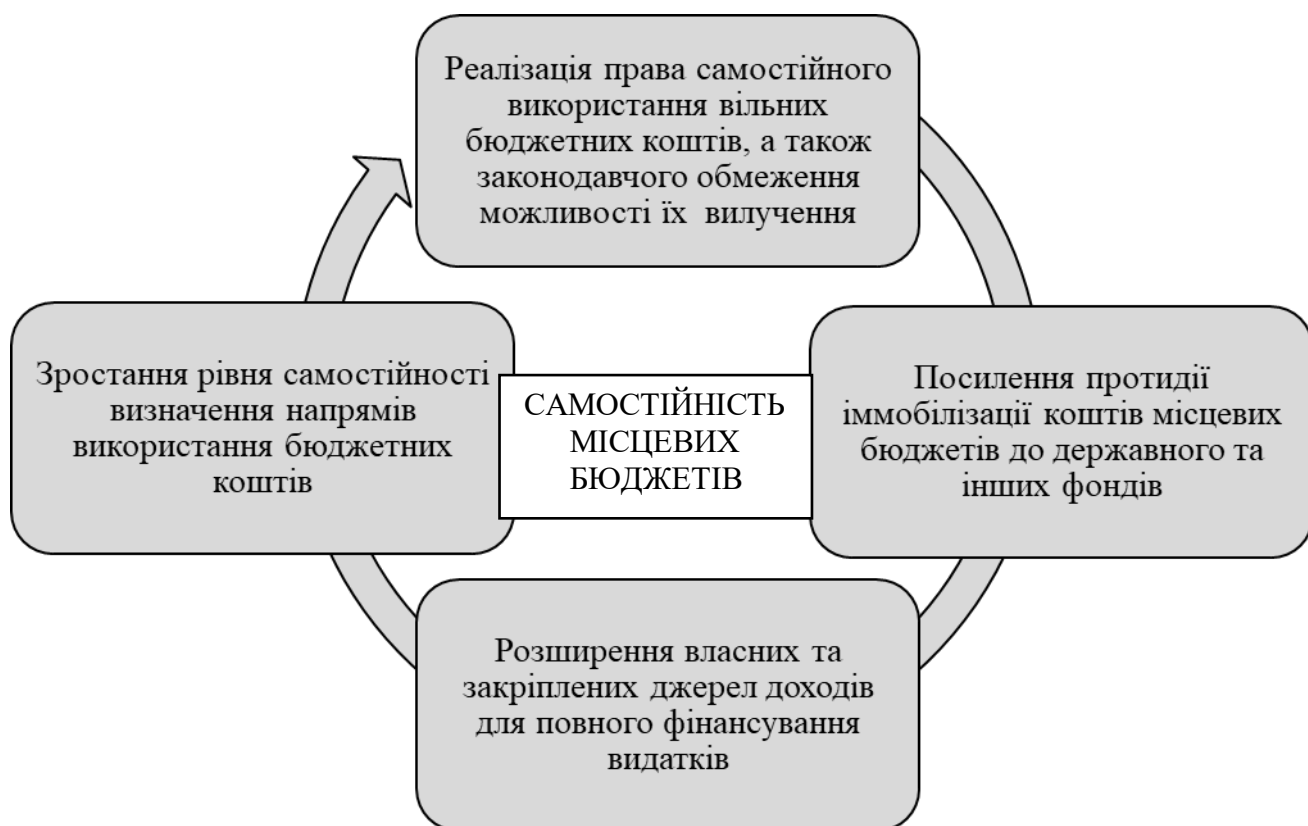 Реалізація права самостійного
використання вільних
бюджетних коштів, а також
законодавчого обмеження
можливості їх вилучення
Зростання рівня самостійності
визначення напрямів
використання бюджетних
коштів
САМОСТІЙНІСТЬ
МІСЦЕВИХ
БЮДЖЕТІВ
Посилення протидії
іммобілізації коштів місцевих
бюджетів до державного та
інших фондів
Розширення власних та
закріплених джерел доходів
для повного фінансування
видатків